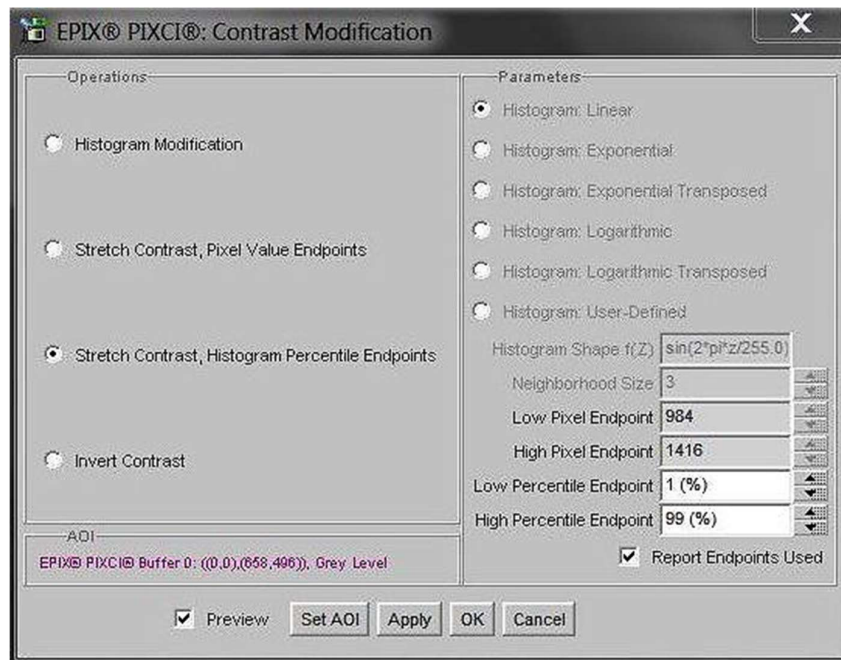 EPIX® PIXCI®: Contrast Modification
X
Operations
Histogram Modification
Stretch Contrast, Pixel Value Endpoints
Stretch Contrast, Histogram Percentile Endpoints
Invert Contrast
AOI
EPIX® PIXCI® Buffer 0: ((0,0),(658,496)), Grey Level
Parameters
Histogram: Linear
Histogram: Exponential
Histogram: Exponential Transposed
Histogram: Logarithmic
Histogram: Logarithmic Transposed
Histogram: User-Defined
Histogram Shape f(Z) sin(2*pi*z/255.0)
Neighborhood Size 3
Low Pixel Endpoint 984
High Pixel Endpoint 1416
Low Percentile Endpoint 1 (%)
High Percentile Endpoint 99 (%)
Report Endpoints Used
Preview Set AOI Apply OK Cancel